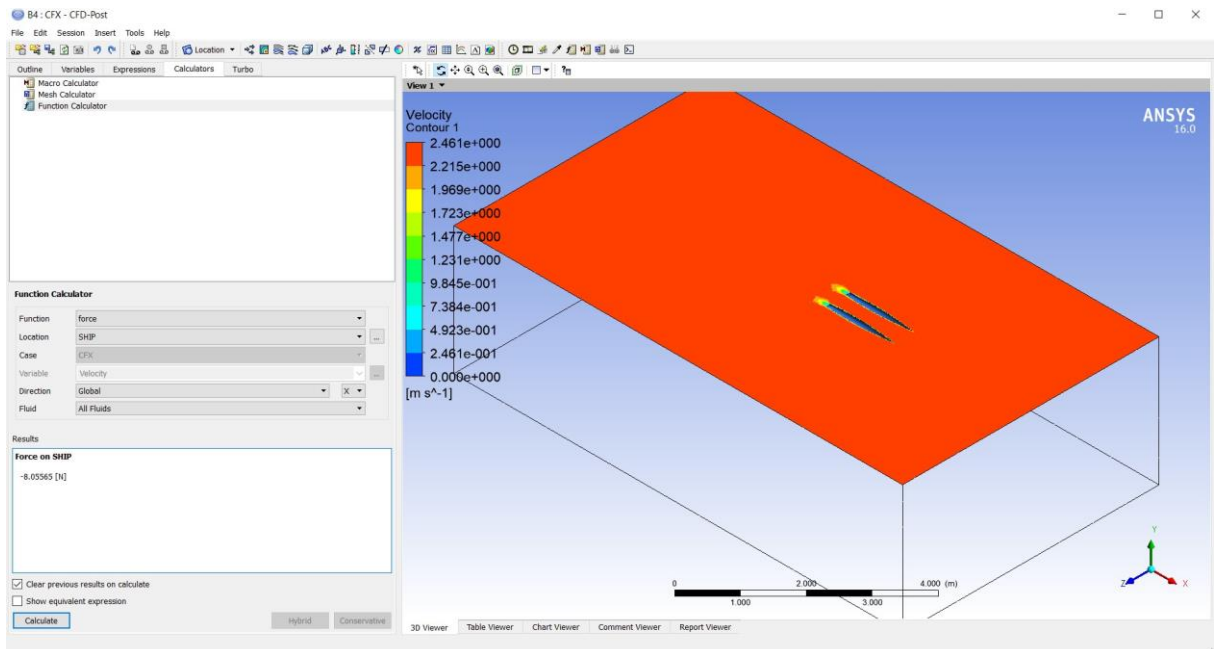 B4 : CFX - CFD-Post
File Edit Session Insert Tools Help
Location
Outline Variables Expressions Calculators Turbo
Macro Calculator
Mesh Calculator
Function Calculator
Function Calculator
Function force
Location SHIP ...
Case CFX
Variable Velocity ...
Direction Global X
Fluid All Fluids
Results
Force on SHIP
-8.05565 [N]
Clear previous results on calculate
Show equivalent expression
Calculate Hybrid Conservative
View 1
Velocity
Contour 1
2.461e+000
2.215e+000
1.969e+000
1.723e+000
1.477e+000
1.231e+000
9.845e-001
7.384e-001
4.923e-001
2.461e-001
0.000e+000
[m s^-1]
ANSYS
16.0
0 2.000 4.000 (m)
1.000 3.000
Y
Z X
3D Viewer Table Viewer Chart Viewer Comment Viewer Report Viewer